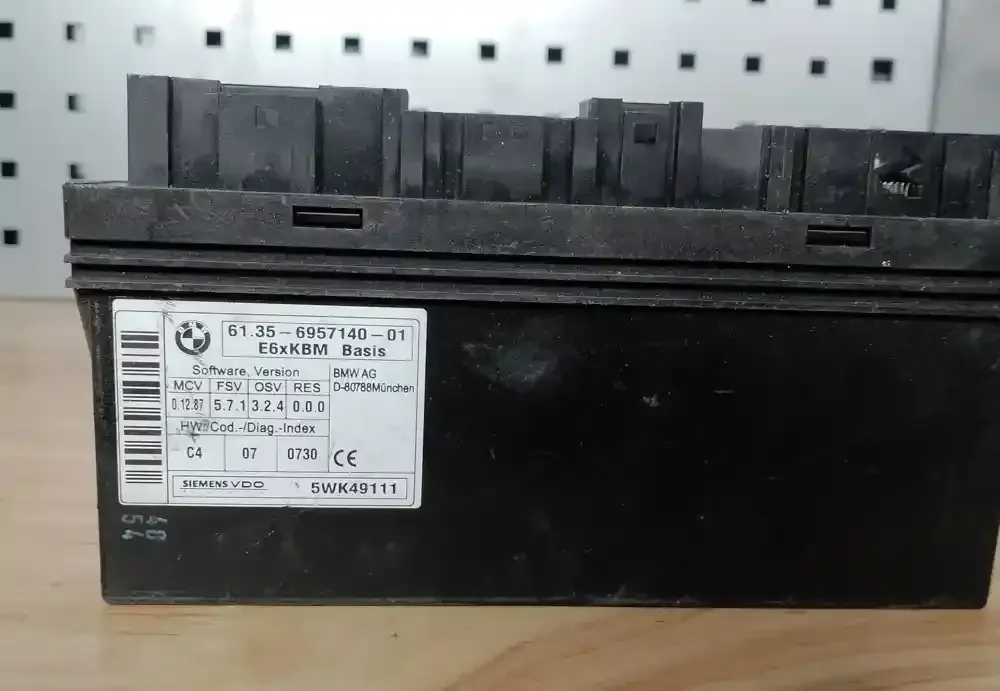 BMW
61.35 - 6957140 - 01
E6xKBM Basis
Software. Version
MCV FSV OSV RES
0.12.87 5.7.1 3.2.4 0.0.0
BMW AG
D-80788München
HW./Cod.-/Diag.-Index
C4 07 0730
CE
SIEMENS VDO 5WK49111